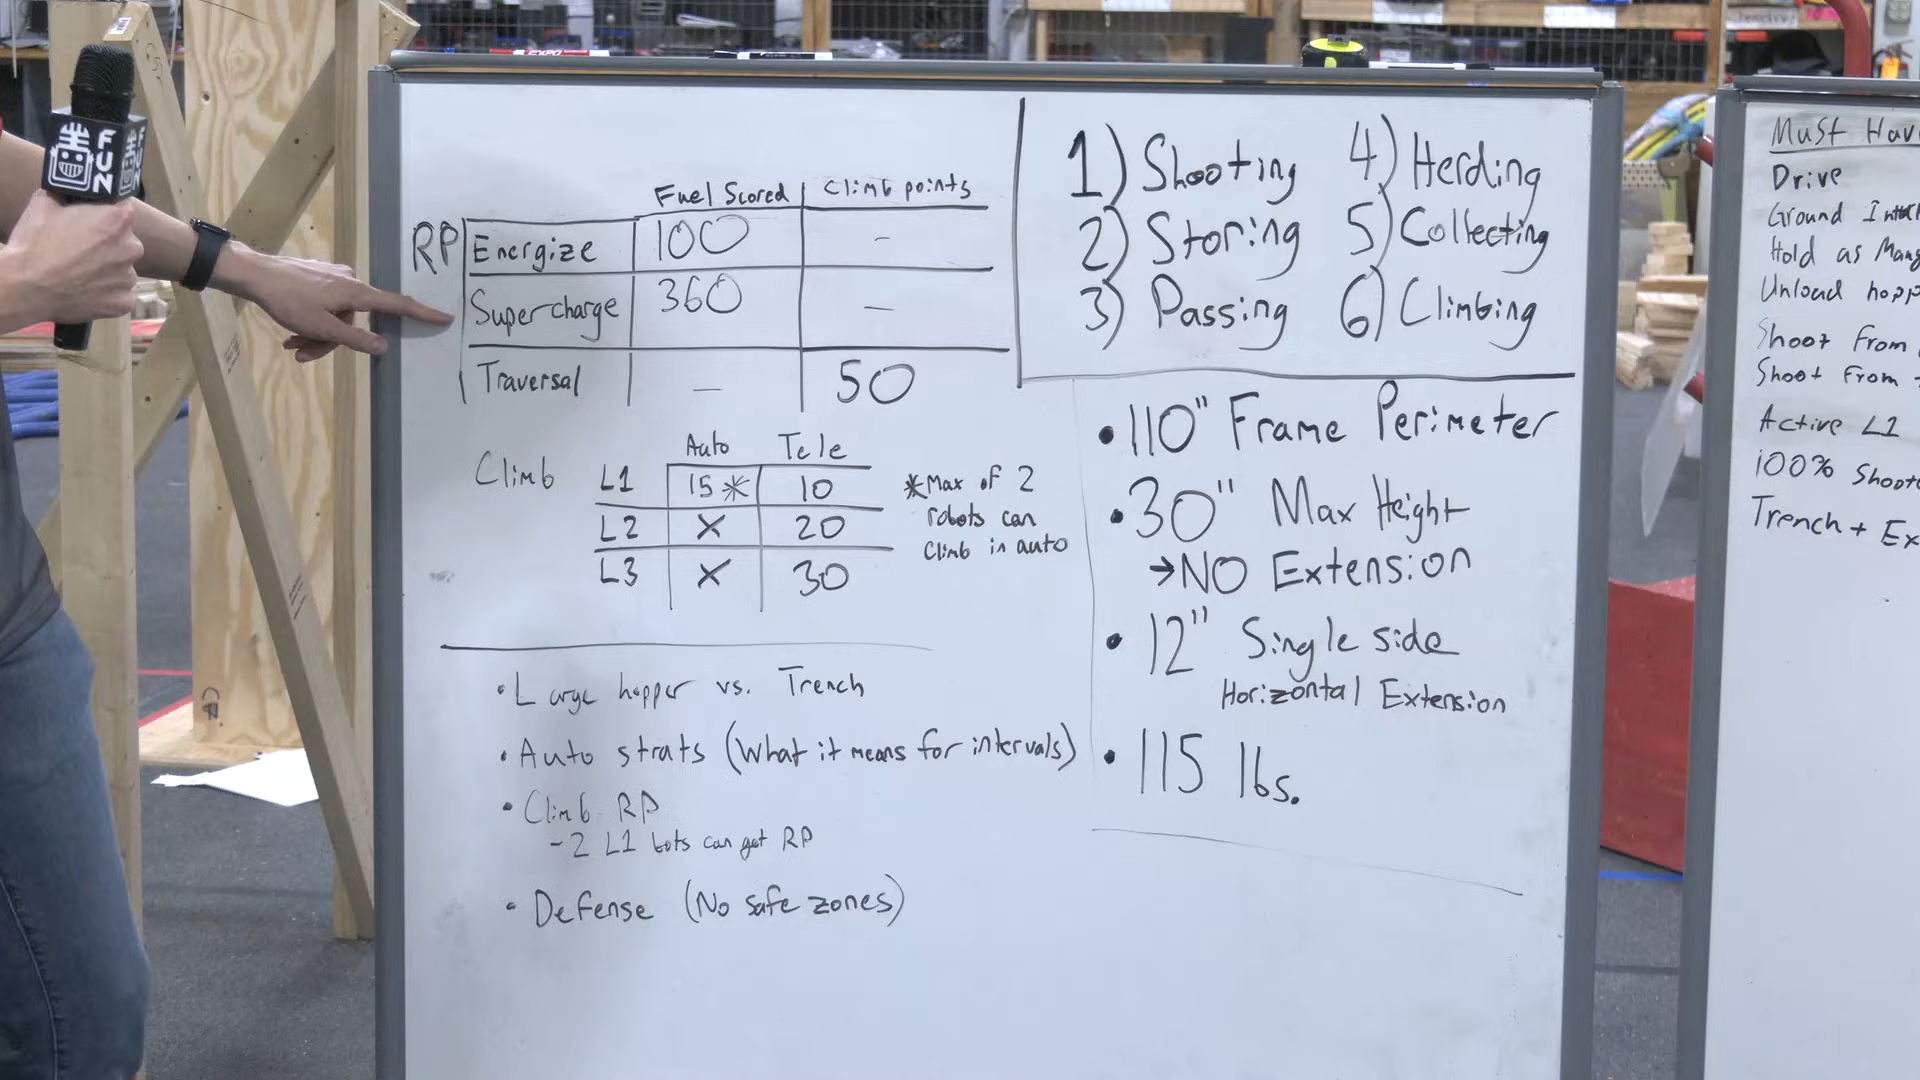 FUN
FUN
EXPO
Fuel Scored Climb points
RP Energize 100 -
Supercharge 360 -
Traversal - 50
Climb Auto Tele
L1 15* 10
L2 X 20
L3 X 30
*Max of 2
robots can
Climb in auto
• Large hopper vs. Trench
• Auto strats (What it means for intervals)
• Climb RP
- 2 L1 bots can get RP
• Defense (No safe zones)
1) Shooting 4) Herding
2) Storing 5) Collecting
3) Passing 6) Climbing
• 110" Frame Perimeter
• 30" Max Height
→ NO Extension
• 12" Single side
Horizontal Extension
• 115 lbs.
Must Hav
Drive
Ground
Hold as Man
Unload hopp
Shoot From
Shoot From
Active L1
100% Shoot
Trench + Ex